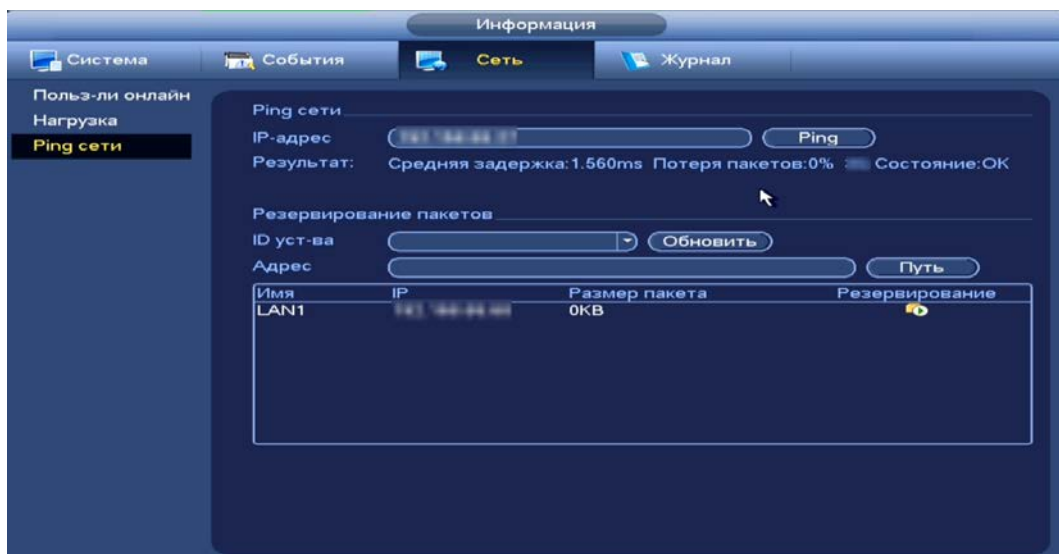 Информация
Система События Сеть Журнал
Польз-ли онлайн
Нагрузка
Ping сети
Ping сети
IP-адрес Ping
Результат: Средняя задержка:1.560ms Потеря пакетов:0% Состояние:OK
Резервирование пакетов
ID уст-ва Обновить
Адрес Путь
Имя IP Размер пакета Резервирование
LAN1 0KB